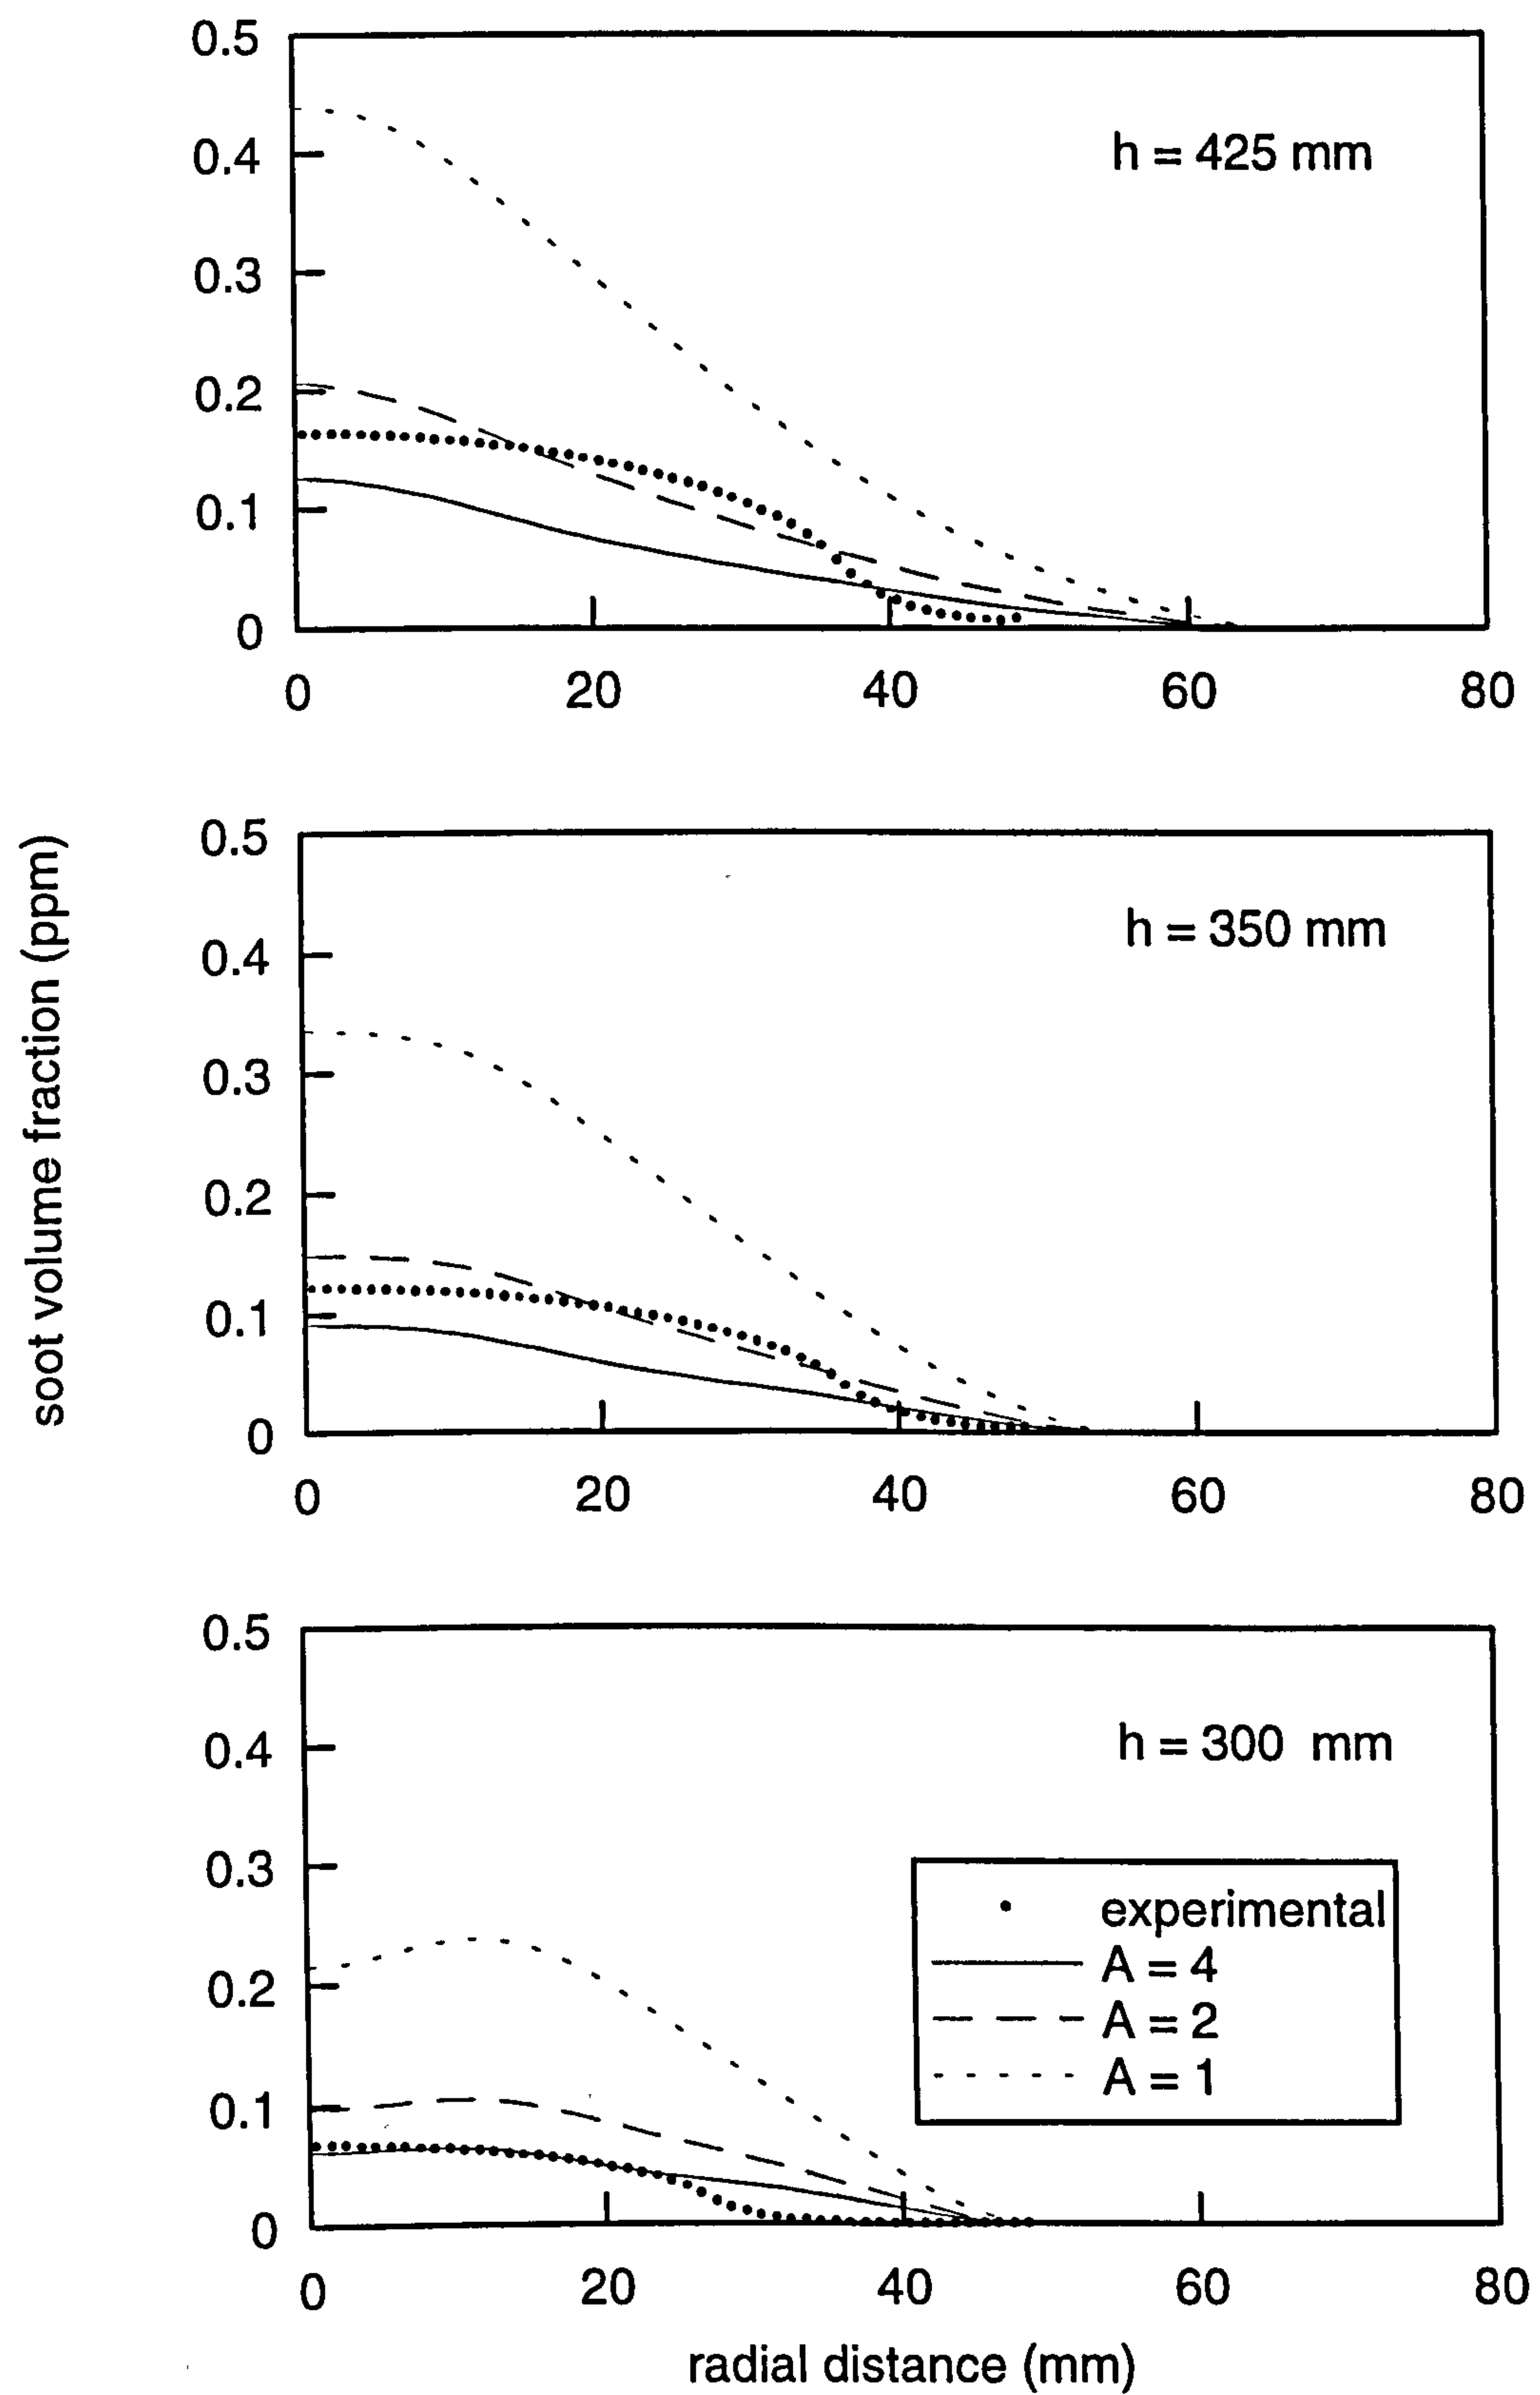 0.5
0.4
0.3
0.2
0.1
0
h = 425 mm
0 20 40 60 80
soot volume fraction (ppm)
0.5
0.4
0.3
0.2
0.1
0
h = 350 mm
0 20 40 60 80
0.5
0.4
0.3
0.2
0.1
0
h = 300 mm
experimental
A = 4
A = 2
A = 1
0 20 40 60 80
radial distance (mm)